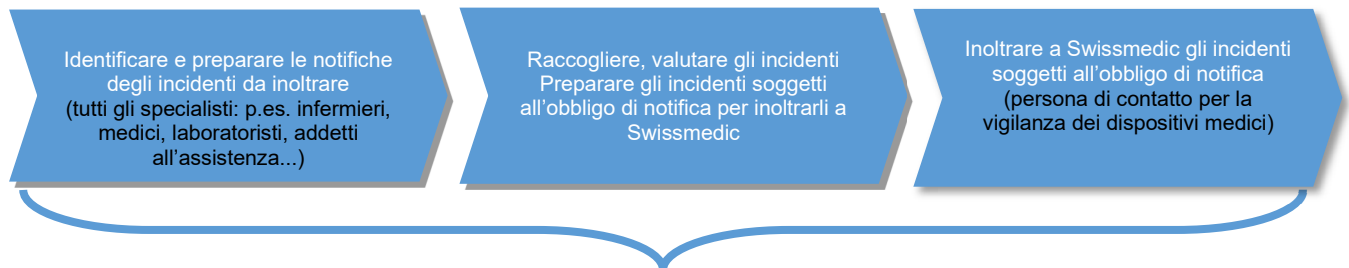 Identificare e preparare le notifiche
degli incidenti da inoltrare
(tutti gli specialisti: p.es. infermieri,
medici, laboratoristi, addetti
all'assistenza...)
Raccogliere, valutare gli incidenti
Preparare gli incidenti soggetti
all'obbligo di notifica per inoltrarli a
Swissmedic
Inoltrare a Swissmedic gli incidenti
soggetti all'obbligo di notifica
(persona di contatto per la
vigilanza dei dispositivi medici)